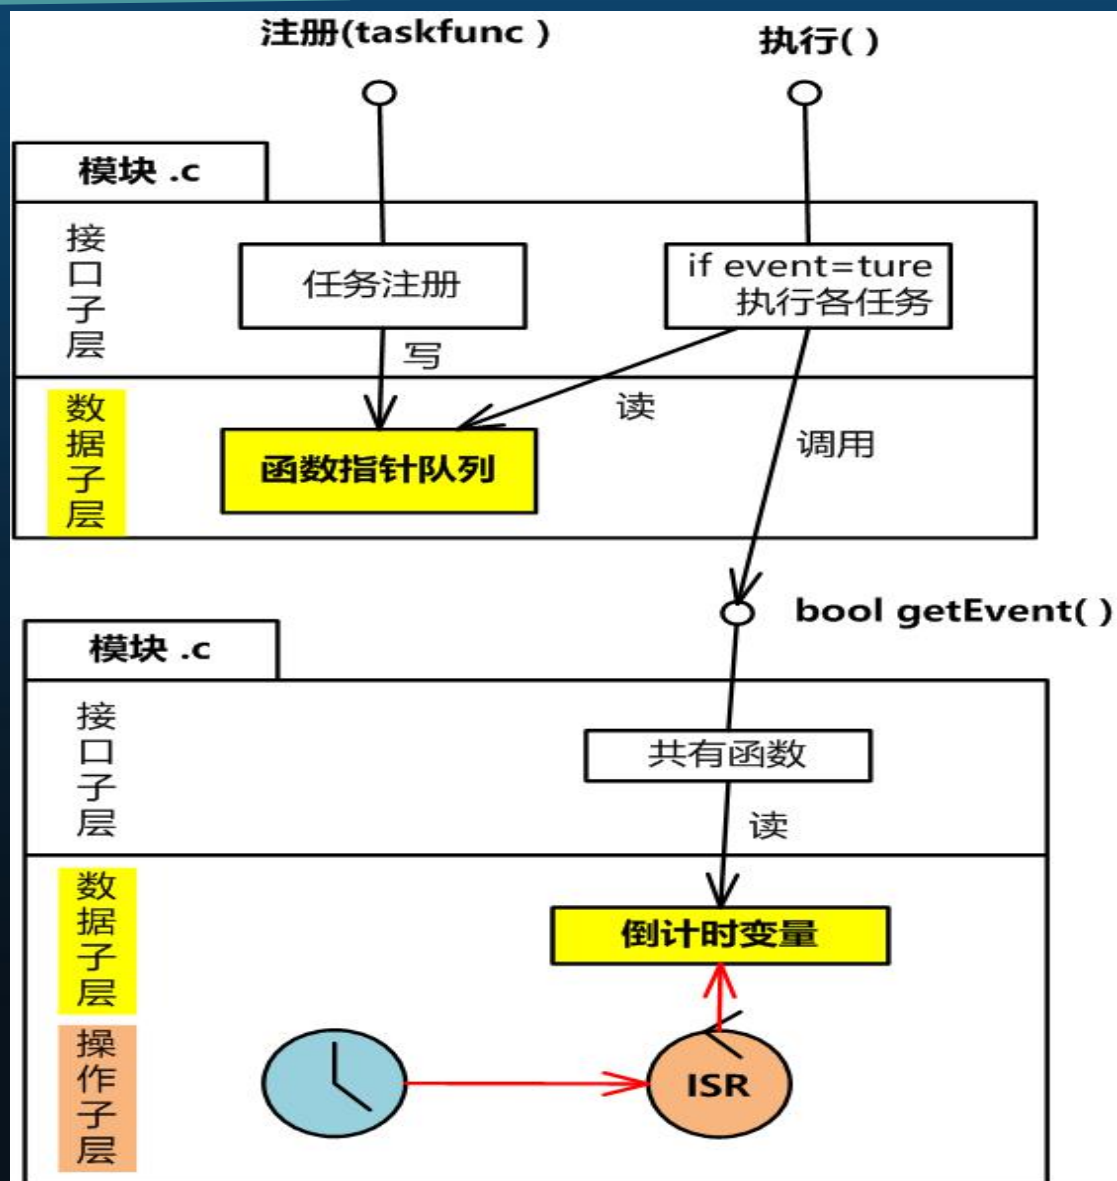 注册(taskfunc )
执行( )
模块 .c
接口子层
任务注册
if event=ture
执行各任务
写
读
调用
数据子层
函数指针队列
bool getEvent( )
模块 .c
接口子层
共有函数
读
数据子层
倒计时变量
操作子层
ISR